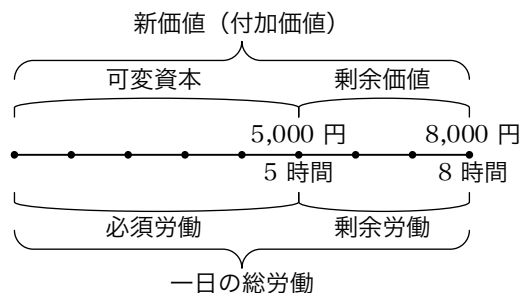 新価値（付加価値）
可変資本 剰余価値
5,000 円 8,000 円
5 時間 8 時間
必須労働 剰余労働
一日の総労働